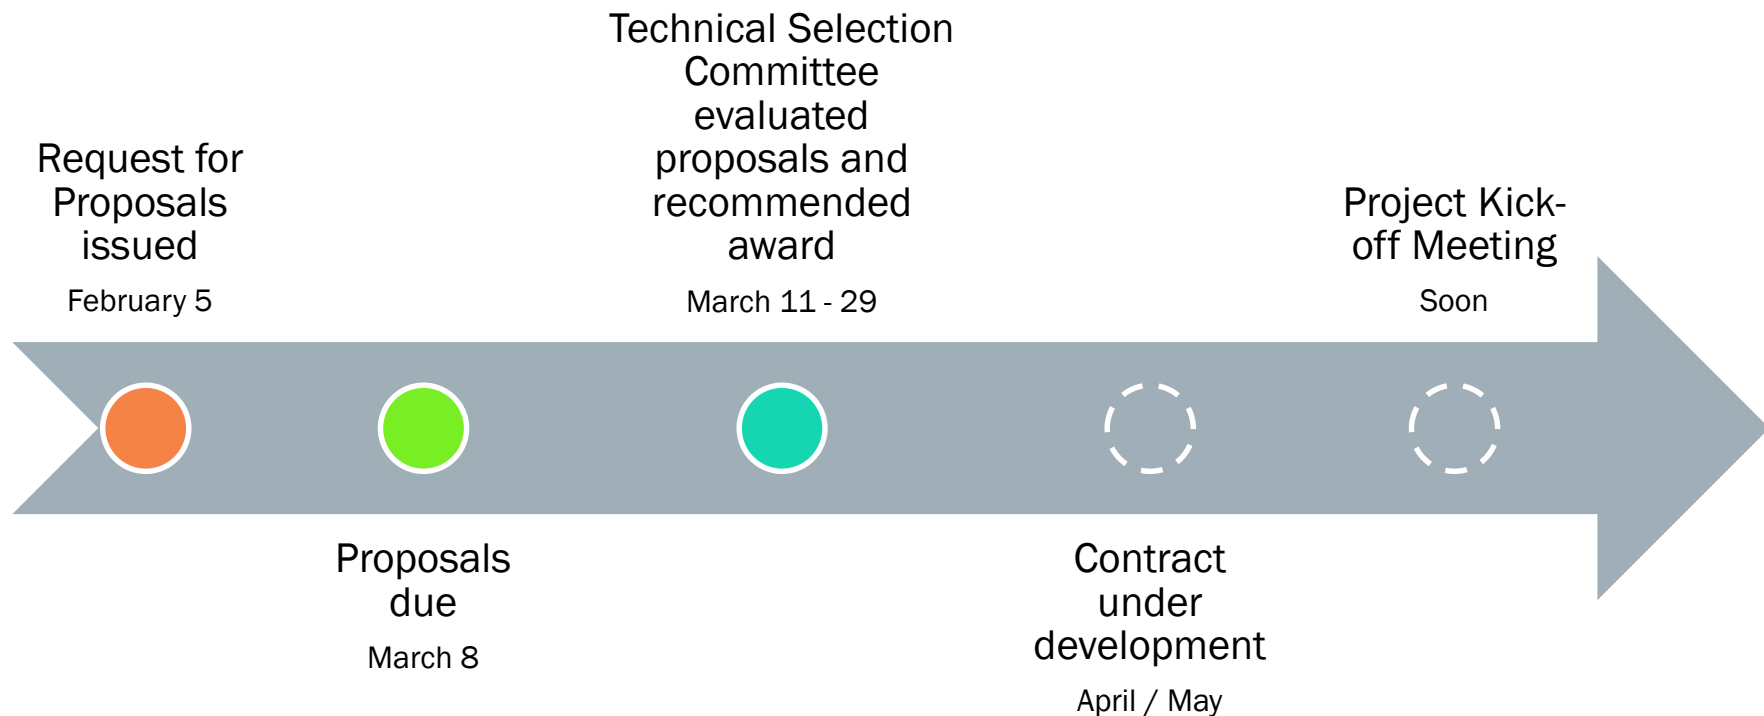 Request for
Proposals
issued
February 5
Proposals
due
March 8
Technical Selection
Committee
evaluated
proposals and
recommended
award
March 11 - 29
Contract
under
development
April / May
Project Kick-
off Meeting
Soon